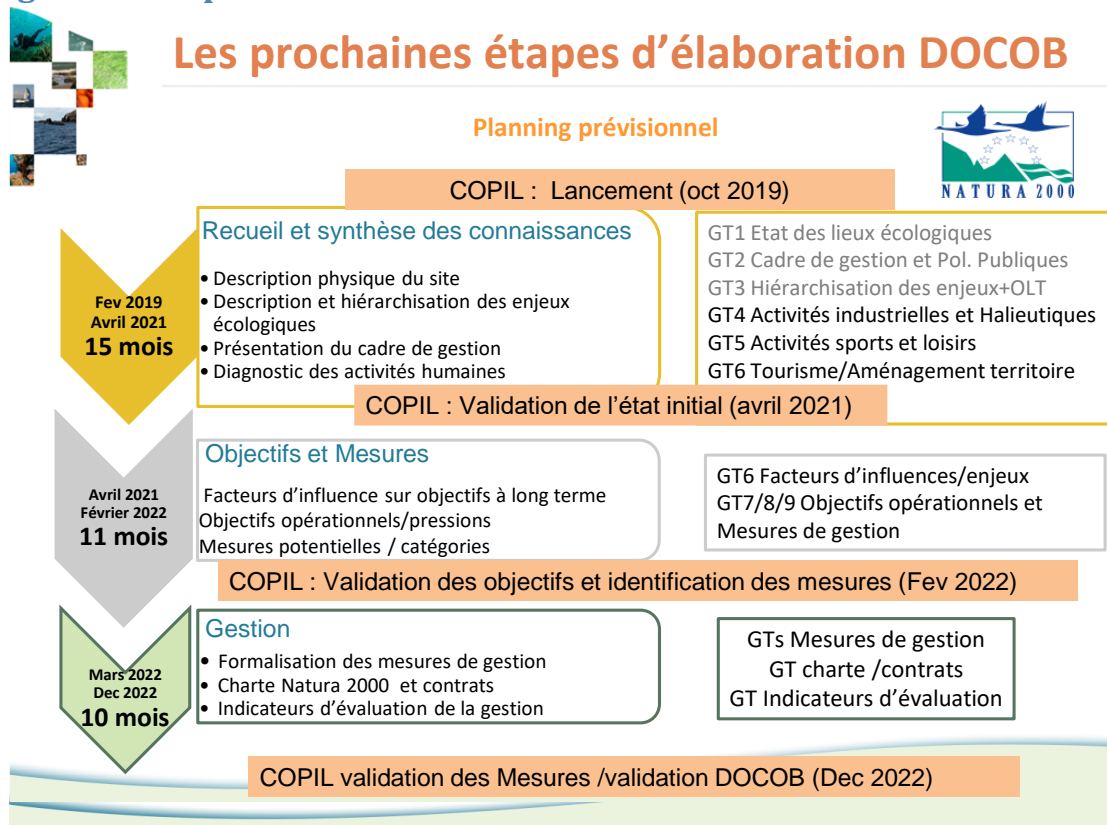 Les prochaines étapes d'élaboration DOCOB
Planning prévisionnel
NATURA 2000
COPIL : Lancement (oct 2019)
Fev 2019
Avril 2021
15 mois
Recueil et synthèse des connaissances
• Description physique du site
• Description et hiérarchisation des enjeux
écologiques
• Présentation du cadre de gestion
• Diagnostic des activités humaines
GT1 Etat des lieux écologiques
GT2 Cadre de gestion et Pol. Publiques
GT3 Hiérarchisation des enjeux+OLT
GT4 Activités industrielles et Halieutiques
GT5 Activités sports et loisirs
GT6 Tourisme/Aménagement territoire
COPIL : Validation de l'état initial (avril 2021)
Avril 2021
Février 2022
11 mois
Objectifs et Mesures
Facteurs d'influence sur objectifs à long terme
Objectifs opérationnels/pressions
Mesures potentielles / catégories
GT6 Facteurs d'influences/enjeux
GT7/8/9 Objectifs opérationnels et
Mesures de gestion
COPIL : Validation des objectifs et identification des mesures (Fev 2022)
Mars 2022
Dec 2022
10 mois
Gestion
• Formalisation des mesures de gestion
• Charte Natura 2000 et contrats
• Indicateurs d'évaluation de la gestion
GTs Mesures de gestion
GT charte /contrats
GT Indicateurs d'évaluation
COPIL validation des Mesures /validation DOCOB (Dec 2022)